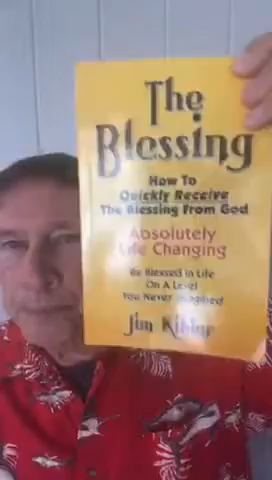 The
Blessing
How To
Quickly Receive
The Blessing From God
Absolutely
Life Changing
Be Blessed In Life
On A Level
You Never Imagined
Jim